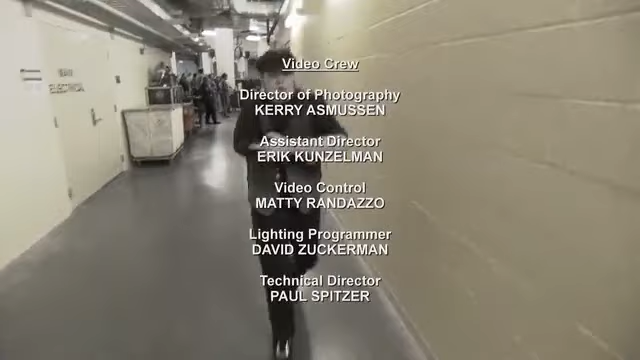 Video Crew
Director of Photography
KERRY ASMUSSEN
Assistant Director
ERIK KUNZELMAN
Video Control
MATTY RANDAZZO
Lighting Programmer
DAVID ZUCKERMAN
Technical Director
PAUL SPITZER